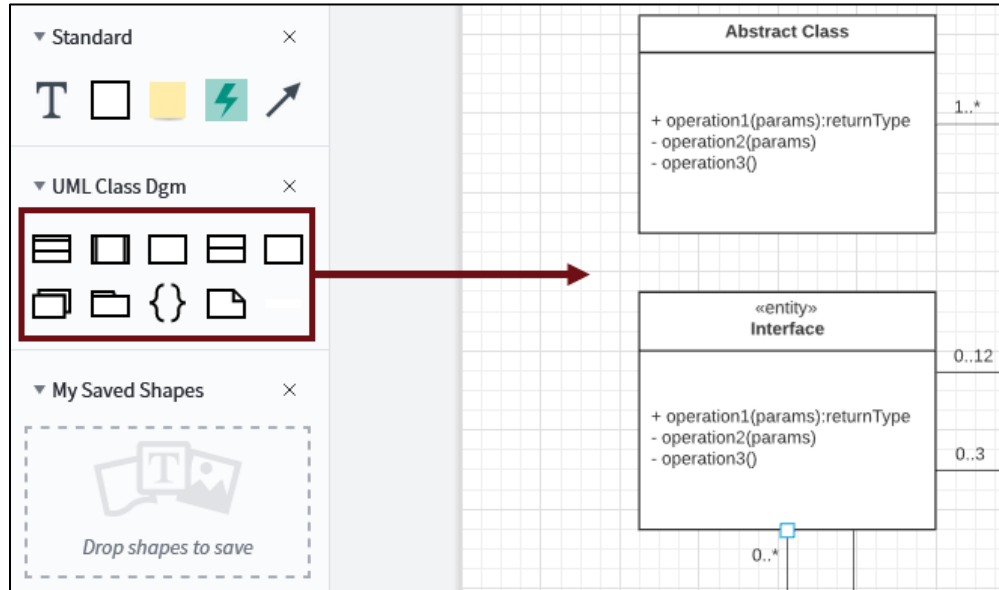 Standard
T
UML Class Dgm
{}
My Saved Shapes
T
Drop shapes to save
Abstract Class
+ operation1(params):returnType
- operation2(params)
- operation3()
1..*
«entity»
Interface
+ operation1(params):returnType
- operation2(params)
- operation3()
0..12
0..3
0..*